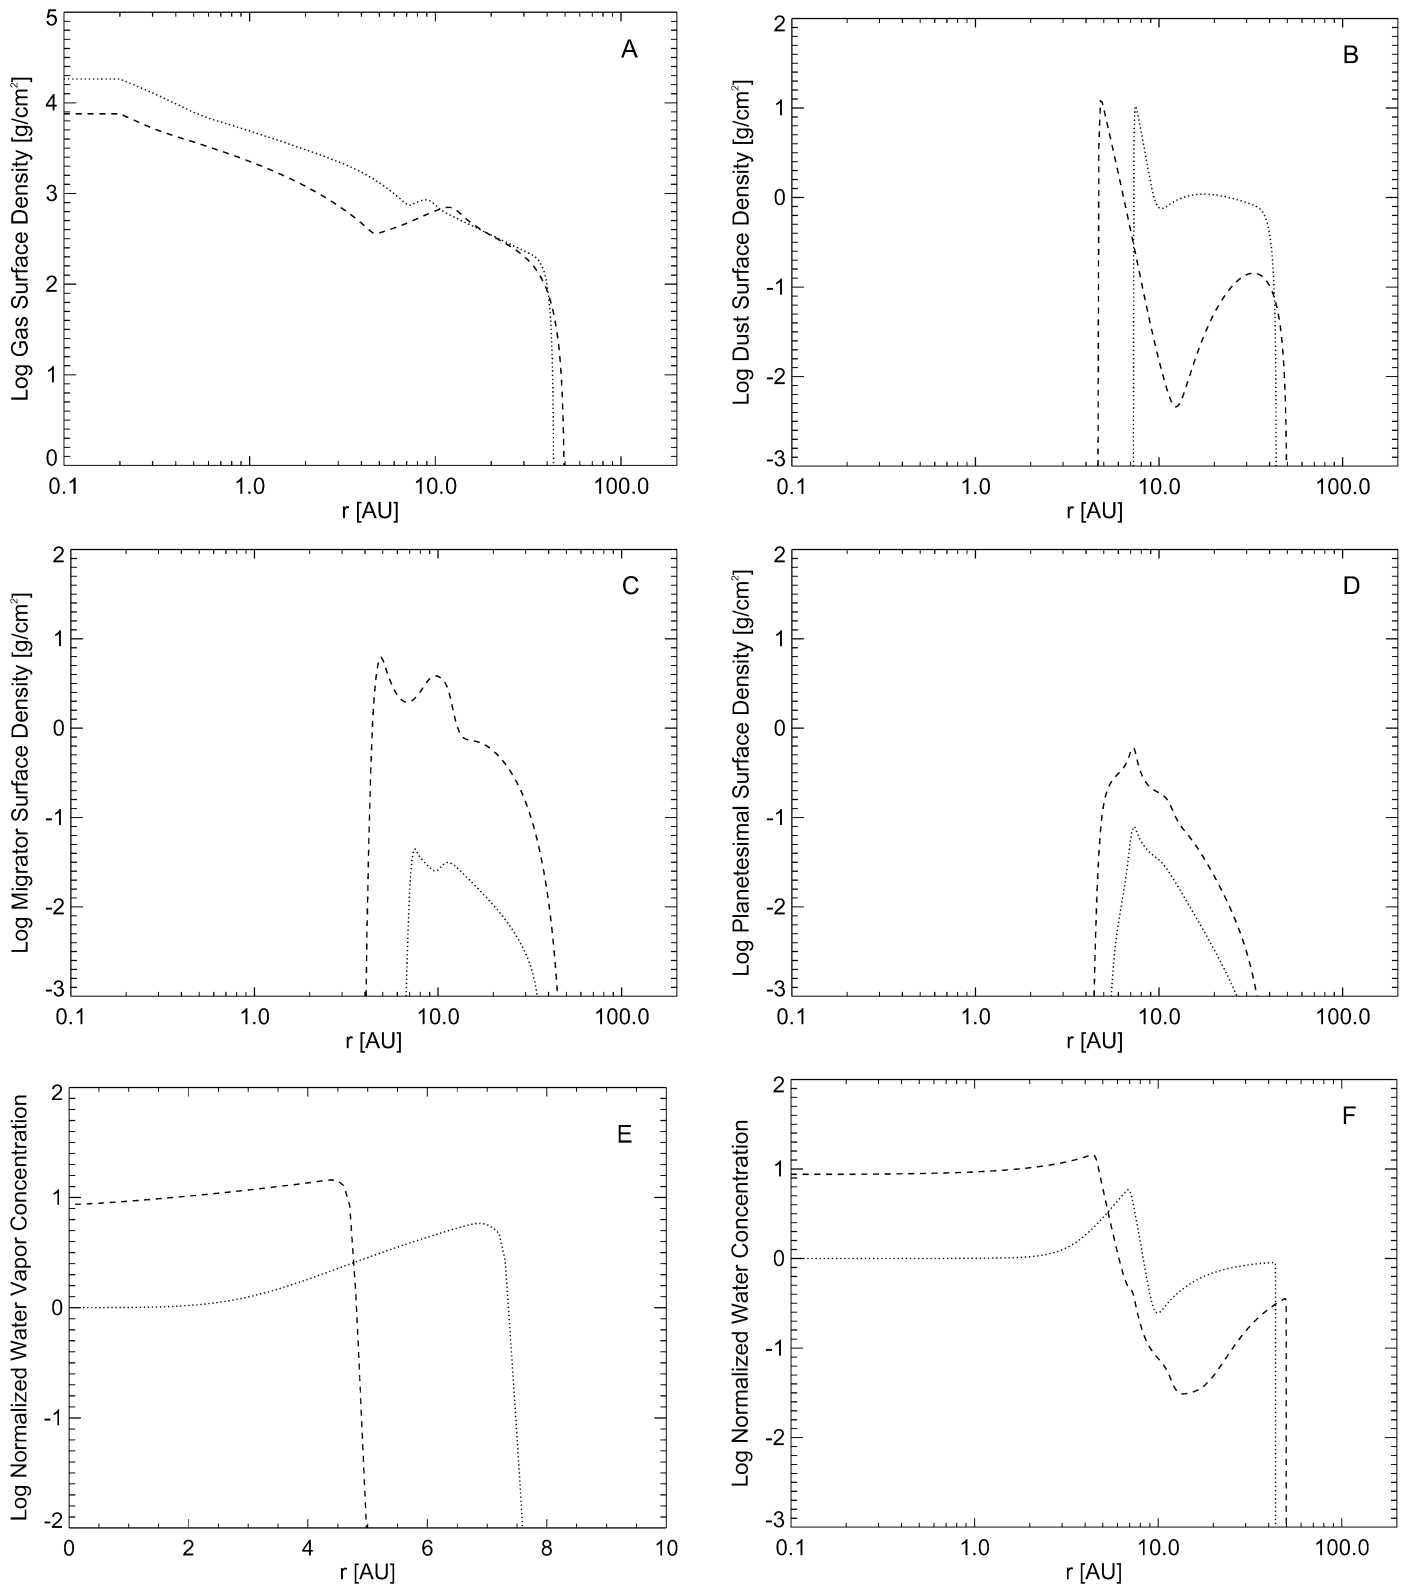 A
Log Gas Surface Density [g/cm²]
5
4
3
2
1
0
0.1 1.0 10.0 100.0
r [AU]
B
Log Dust Surface Density [g/cm²]
2
1
0
-1
-2
-3
0.1 1.0 10.0 100.0
r [AU]
C
Log Migrator Surface Density [g/cm²]
2
1
0
-1
-2
-3
0.1 1.0 10.0 100.0
r [AU]
D
Log Planetesimal Surface Density [g/cm²]
2
1
0
-1
-2
-3
0.1 1.0 10.0 100.0
r [AU]
E
Log Normalized Water Vapor Concentration
2
1
0
-1
-2
0 2 4 6 8 10
r [AU]
F
Log Normalized Water Concentration
2
1
0
-1
-2
-3
0.1 1.0 10.0 100.0
r [AU]